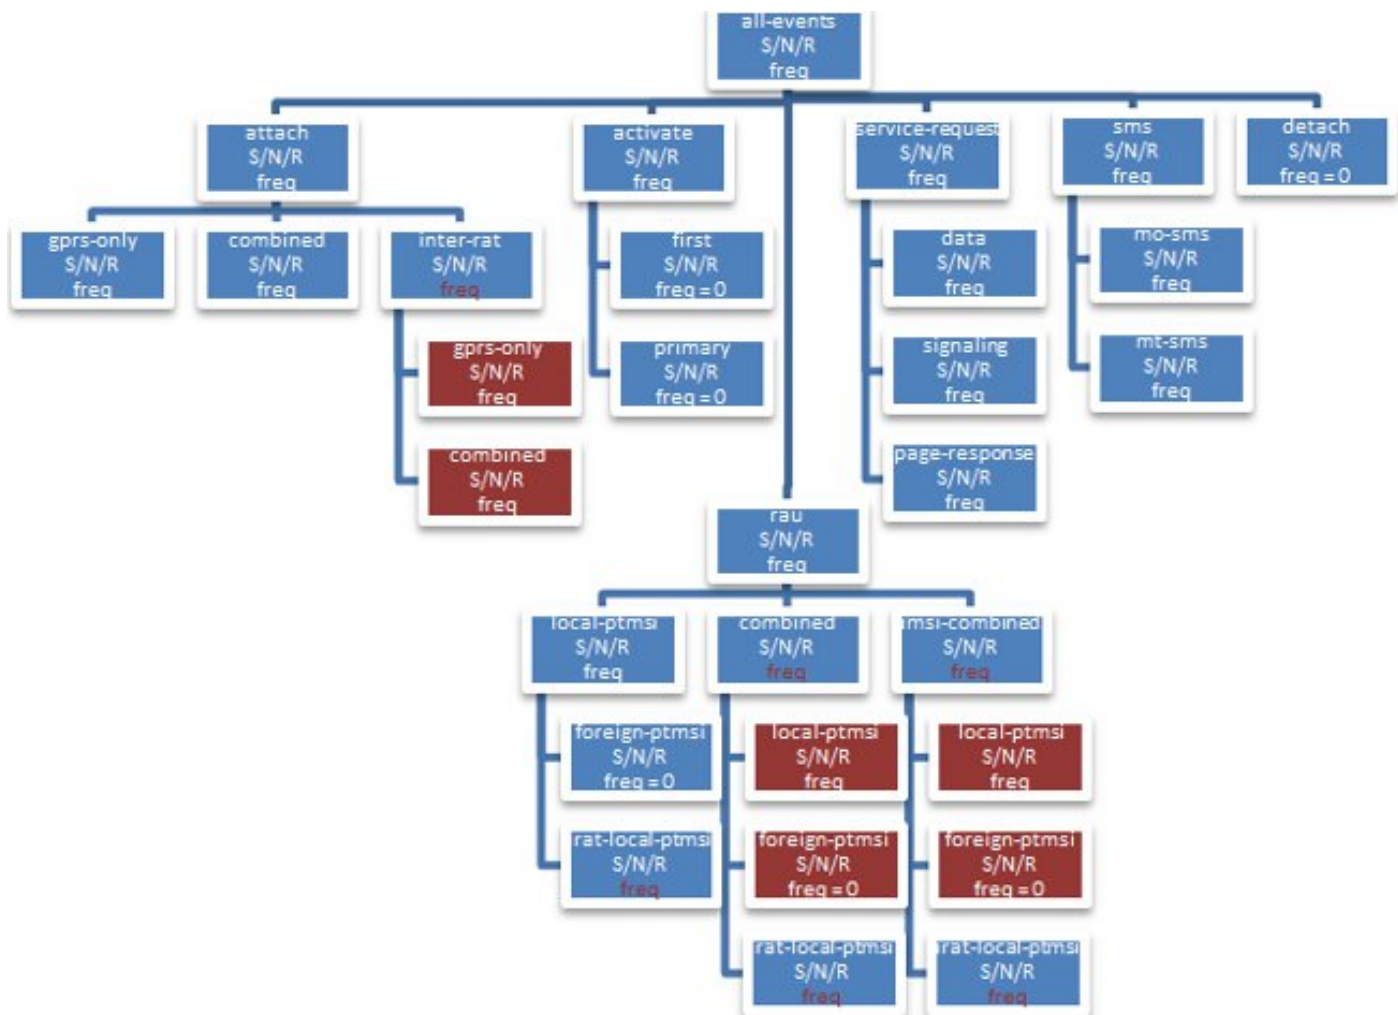 all-events
S/N/R
freq
attach
S/N/R
freq
activate
S/N/R
freq
service-request
S/N/R
freq
sms
S/N/R
freq
detach
S/N/R
freq = 0
gprs-only
S/N/R
freq
combined
S/N/R
freq
inter-rat
S/N/R
freq
gprs-only
S/N/R
freq
combined
S/N/R
freq
first
S/N/R
freq = 0
primary
S/N/R
freq = 0
data
S/N/R
freq
signaling
S/N/R
freq
page-response
S/N/R
freq
mo-sms
S/N/R
freq
mt-sms
S/N/R
freq
rau
S/N/R
freq
local-ptmsi
S/N/R
freq
foreign-ptmsi
S/N/R
freq = 0
rat-local-ptmsi
S/N/R
freq
combined
S/N/R
freq
local-ptmsi
S/N/R
freq
foreign-ptmsi
S/N/R
freq = 0
irat-local-ptmsi
S/N/R
freq
imsi-combined
S/N/R
freq
local-ptmsi
S/N/R
freq
foreign-ptmsi
S/N/R
freq = 0
irat-local-ptmsi
S/N/R
freq